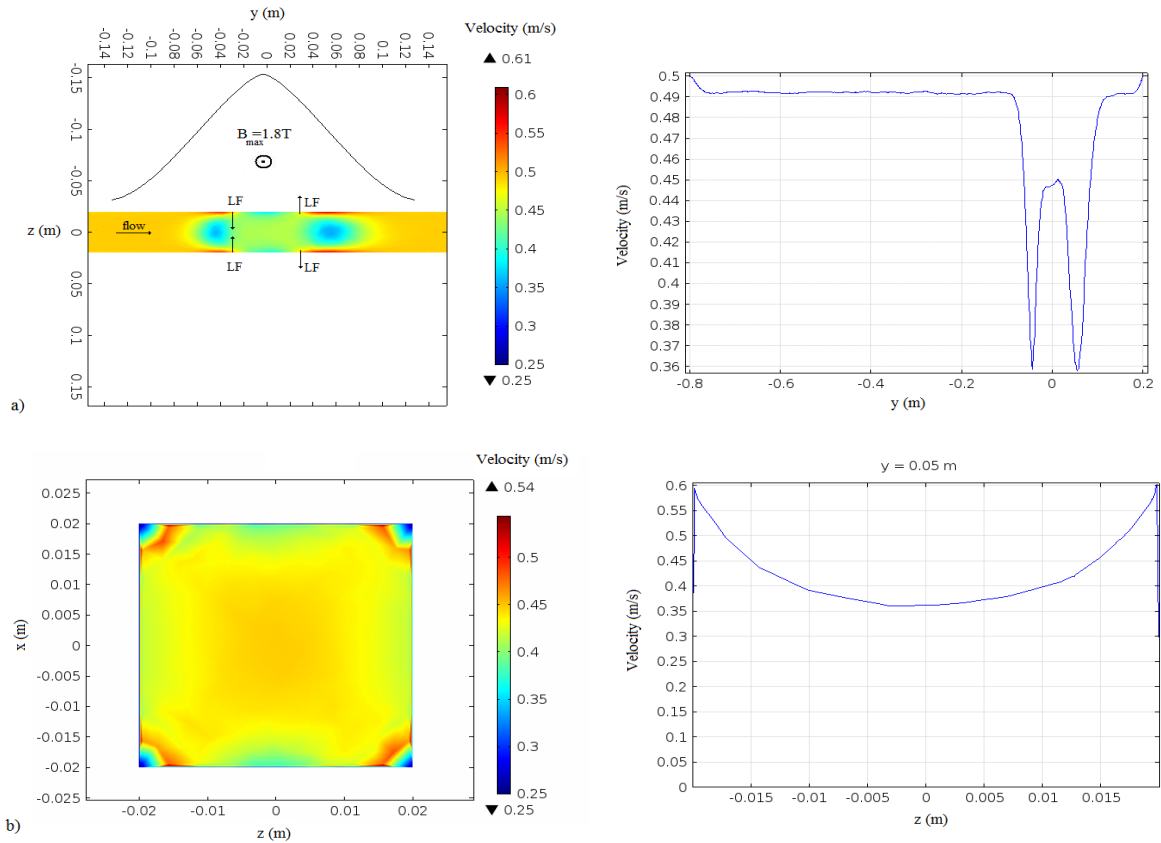 y (m)
-0.14 -0.12 -0.1 -0.08 -0.06 -0.04 -0.02 0 0.02 0.04 0.06 0.08 0.1 0.12 0.14
-0.15
-0.1
-0.05
z (m)
0
0.05
0.1
0.15
B =1.8T
max
LF
LF
flow
LF
LF
Velocity (m/s)
0.61
0.6
0.55
0.5
0.45
0.4
0.35
0.3
0.25
0.25
a)
0.5
0.49
0.48
0.47
0.46
0.45
0.44
0.43
0.42
0.41
0.4
0.39
0.38
0.37
0.36
Velocity (m/s)
-0.8 -0.6 -0.4 -0.2 0 0.2
y (m)
0.025
0.02
0.015
0.01
0.005
0
-0.005
-0.01
-0.015
-0.02
-0.025
x (m)
-0.02 -0.01 0 0.01 0.02
z (m)
Velocity (m/s)
0.54
0.5
0.45
0.4
0.35
0.3
0.25
0.25
b)
y = 0.05 m
0.6
0.55
0.5
0.45
0.4
0.35
0.3
0.25
0.2
0.15
0.1
0.05
0
Velocity (m/s)
-0.015 -0.01 -0.005 0 0.005 0.01 0.015
z (m)